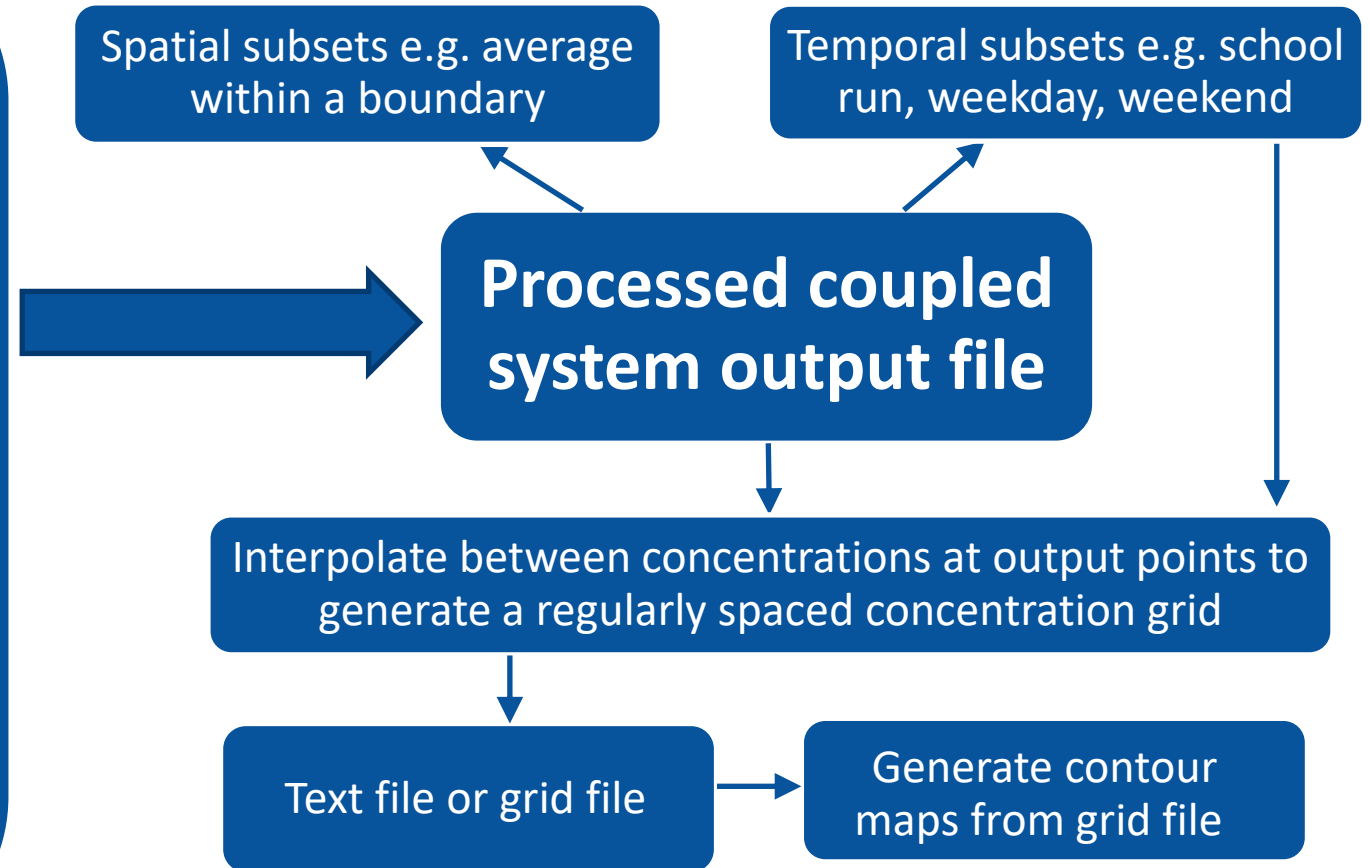 Spatial subsets e.g. average
within a boundary
Temporal subsets e.g. school
run, weekday, weekend
Processed coupled
system output file
Interpolate between concentrations at output points to
generate a regularly spaced concentration grid
Text file or grid file
Generate contour
maps from grid file